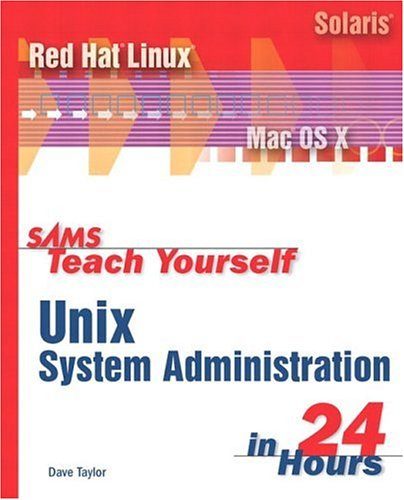 Solaris®
Red Hat® Linux®
Mac OS X
SAMS
Teach Yourself
Unix
System Administration
in 24
Hours
Dave Taylor